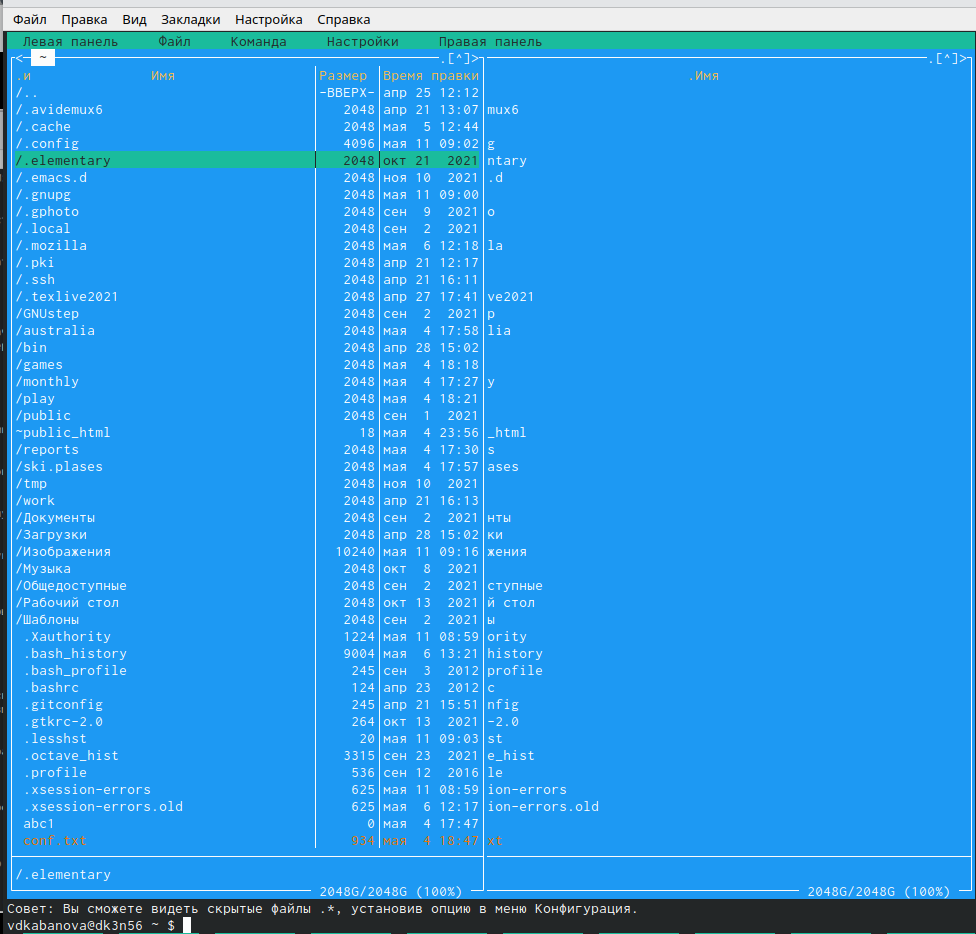 Файл Правка Вид Закладки Настройка Справка
Левая панель Файл Команда Настройки Правая панель
<- ~ .[^]> .[^]>
.и Имя Размер Время правки .Имя
/.. -ВВЕРХ- апр 25 12:12
/.avidemux6 2048 апр 21 13:07 mux6
/.cache 2048 мая 5 12:44
/.config 4096 мая 11 09:02 g
/.elementary 2048 окт 21 2021 ntary
/.emacs.d 2048 ноя 10 2021 .d
/.gnupg 2048 мая 11 09:00
/.gphoto 2048 сен 9 2021 o
/.local 2048 сен 2 2021
/.mozilla 2048 мая 6 12:18 la
/.pki 2048 апр 21 12:17
/.ssh 2048 апр 21 16:11
/.texlive2021 2048 апр 27 17:41 ve2021
/GNUstep 2048 сен 2 2021 p
/australia 2048 мая 4 17:58 lia
/bin 2048 апр 28 15:02
/games 2048 мая 4 18:18
/monthly 2048 мая 4 17:27 y
/play 2048 мая 4 18:21
/public 2048 сен 1 2021
~public_html 18 мая 4 23:56 _html
/reports 2048 мая 4 17:30 s
/ski.plases 2048 мая 4 17:57 ases
/tmp 2048 ноя 10 2021
/work 2048 апр 21 16:13
/Документы 2048 сен 2 2021 нты
/Загрузки 2048 апр 28 15:02 ки
/Изображения 10240 мая 11 09:16 жения
/Музыка 2048 окт 8 2021
/Общедоступные 2048 сен 2 2021 ступные
/Рабочий стол 2048 окт 13 2021 й стол
/Шаблоны 2048 сен 2 2021 ы
.Xauthority 1224 мая 11 08:59 ority
.bash_history 9004 мая 6 13:21 history
.bash_profile 245 сен 3 2012 profile
.bashrc 124 апр 23 2012 c
.gitconfig 245 апр 21 15:51 nfig
.gtkrc-2.0 264 окт 13 2021 -2.0
.lesshst 20 мая 11 09:03 st
.octave_hist 3315 сен 23 2021 e_hist
.profile 536 сен 12 2016 le
.xsession-errors 625 мая 11 08:59 ion-errors
.xsession-errors.old 625 мая 6 12:17 ion-errors.old
abc1 0 мая 4 17:47
conf.txt 934 мая 4 18:47 xt
/.elementary
2048G/2048G (100%) 2048G/2048G (100%)
Совет: Вы сможете видеть скрытые файлы .*, установив опцию в меню Конфигурация.
vdkabanova@dk3n56 ~ $